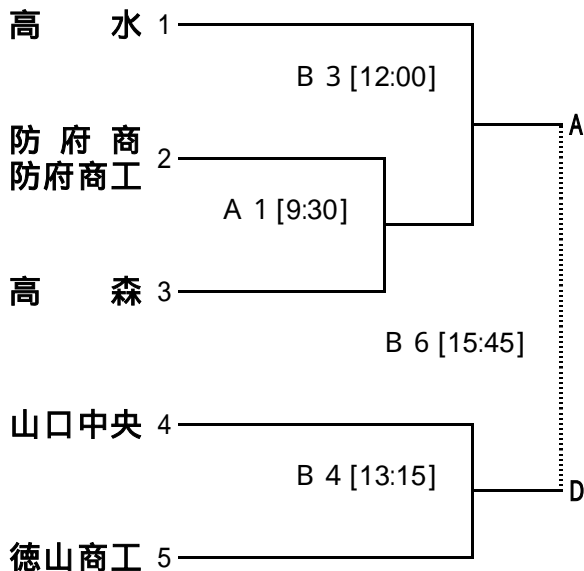 高 水 1
B 3 [12:00]
A
防 府 商
防府商工 2
A 1 [9:30]
高 森 3
B 6 [15:45]
山口中央 4
B 4 [13:15]
D
徳山商工 5